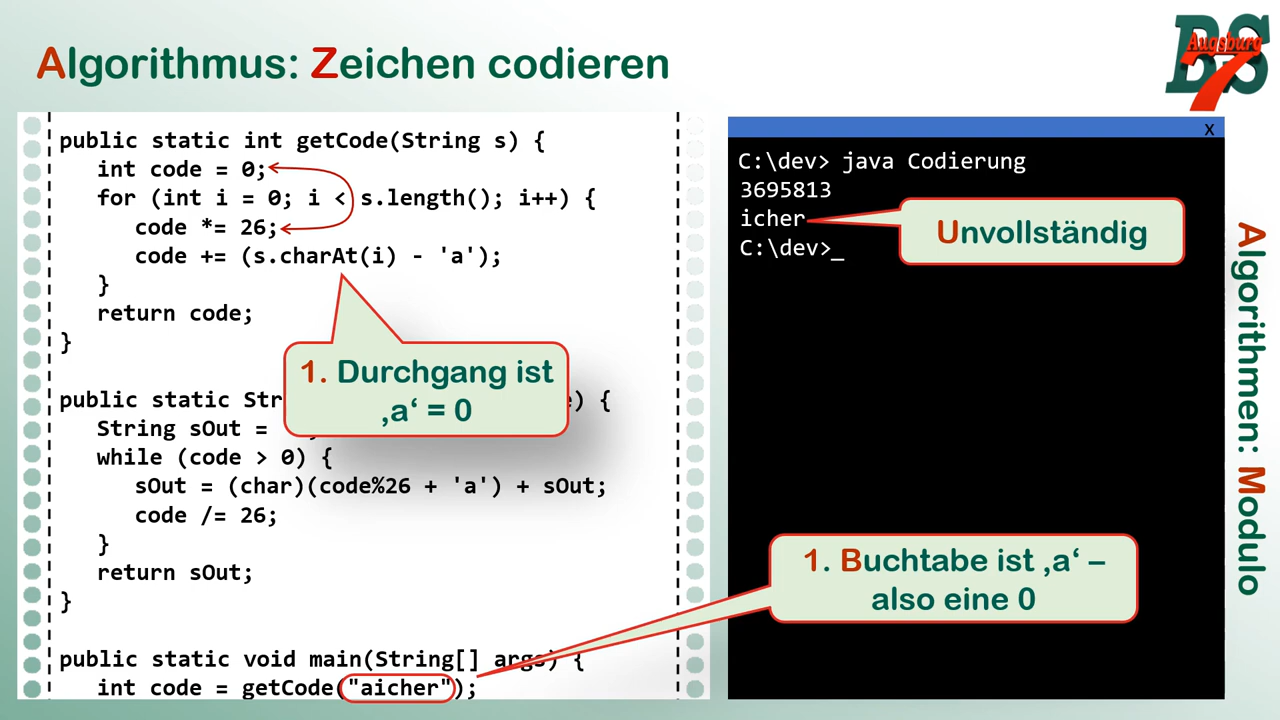 Algorithmus: Zeichen codieren
Augsburg
BS
7
public static int getCode(String s) {
int code = 0;
for (int i = 0; i < s.length(); i++) {
code *= 26;
code += (s.charAt(i) - 'a');
}
return code;
}
1. Durchgang ist
‚a‘ = 0
public static Str
) {
String sOut =
while (code > 0) {
sOut = (char)(code%26 + 'a') + sOut;
code /= 26;
}
return sOut;
}
public static void main(String[] args) {
int code = getCode("aicher");
x
C:\dev> java Codierung
3695813
icher
C:\dev>_
Unvollständig
1. Buchtabe ist ‚a‘ –
also eine 0
Algorithmen: Modulo